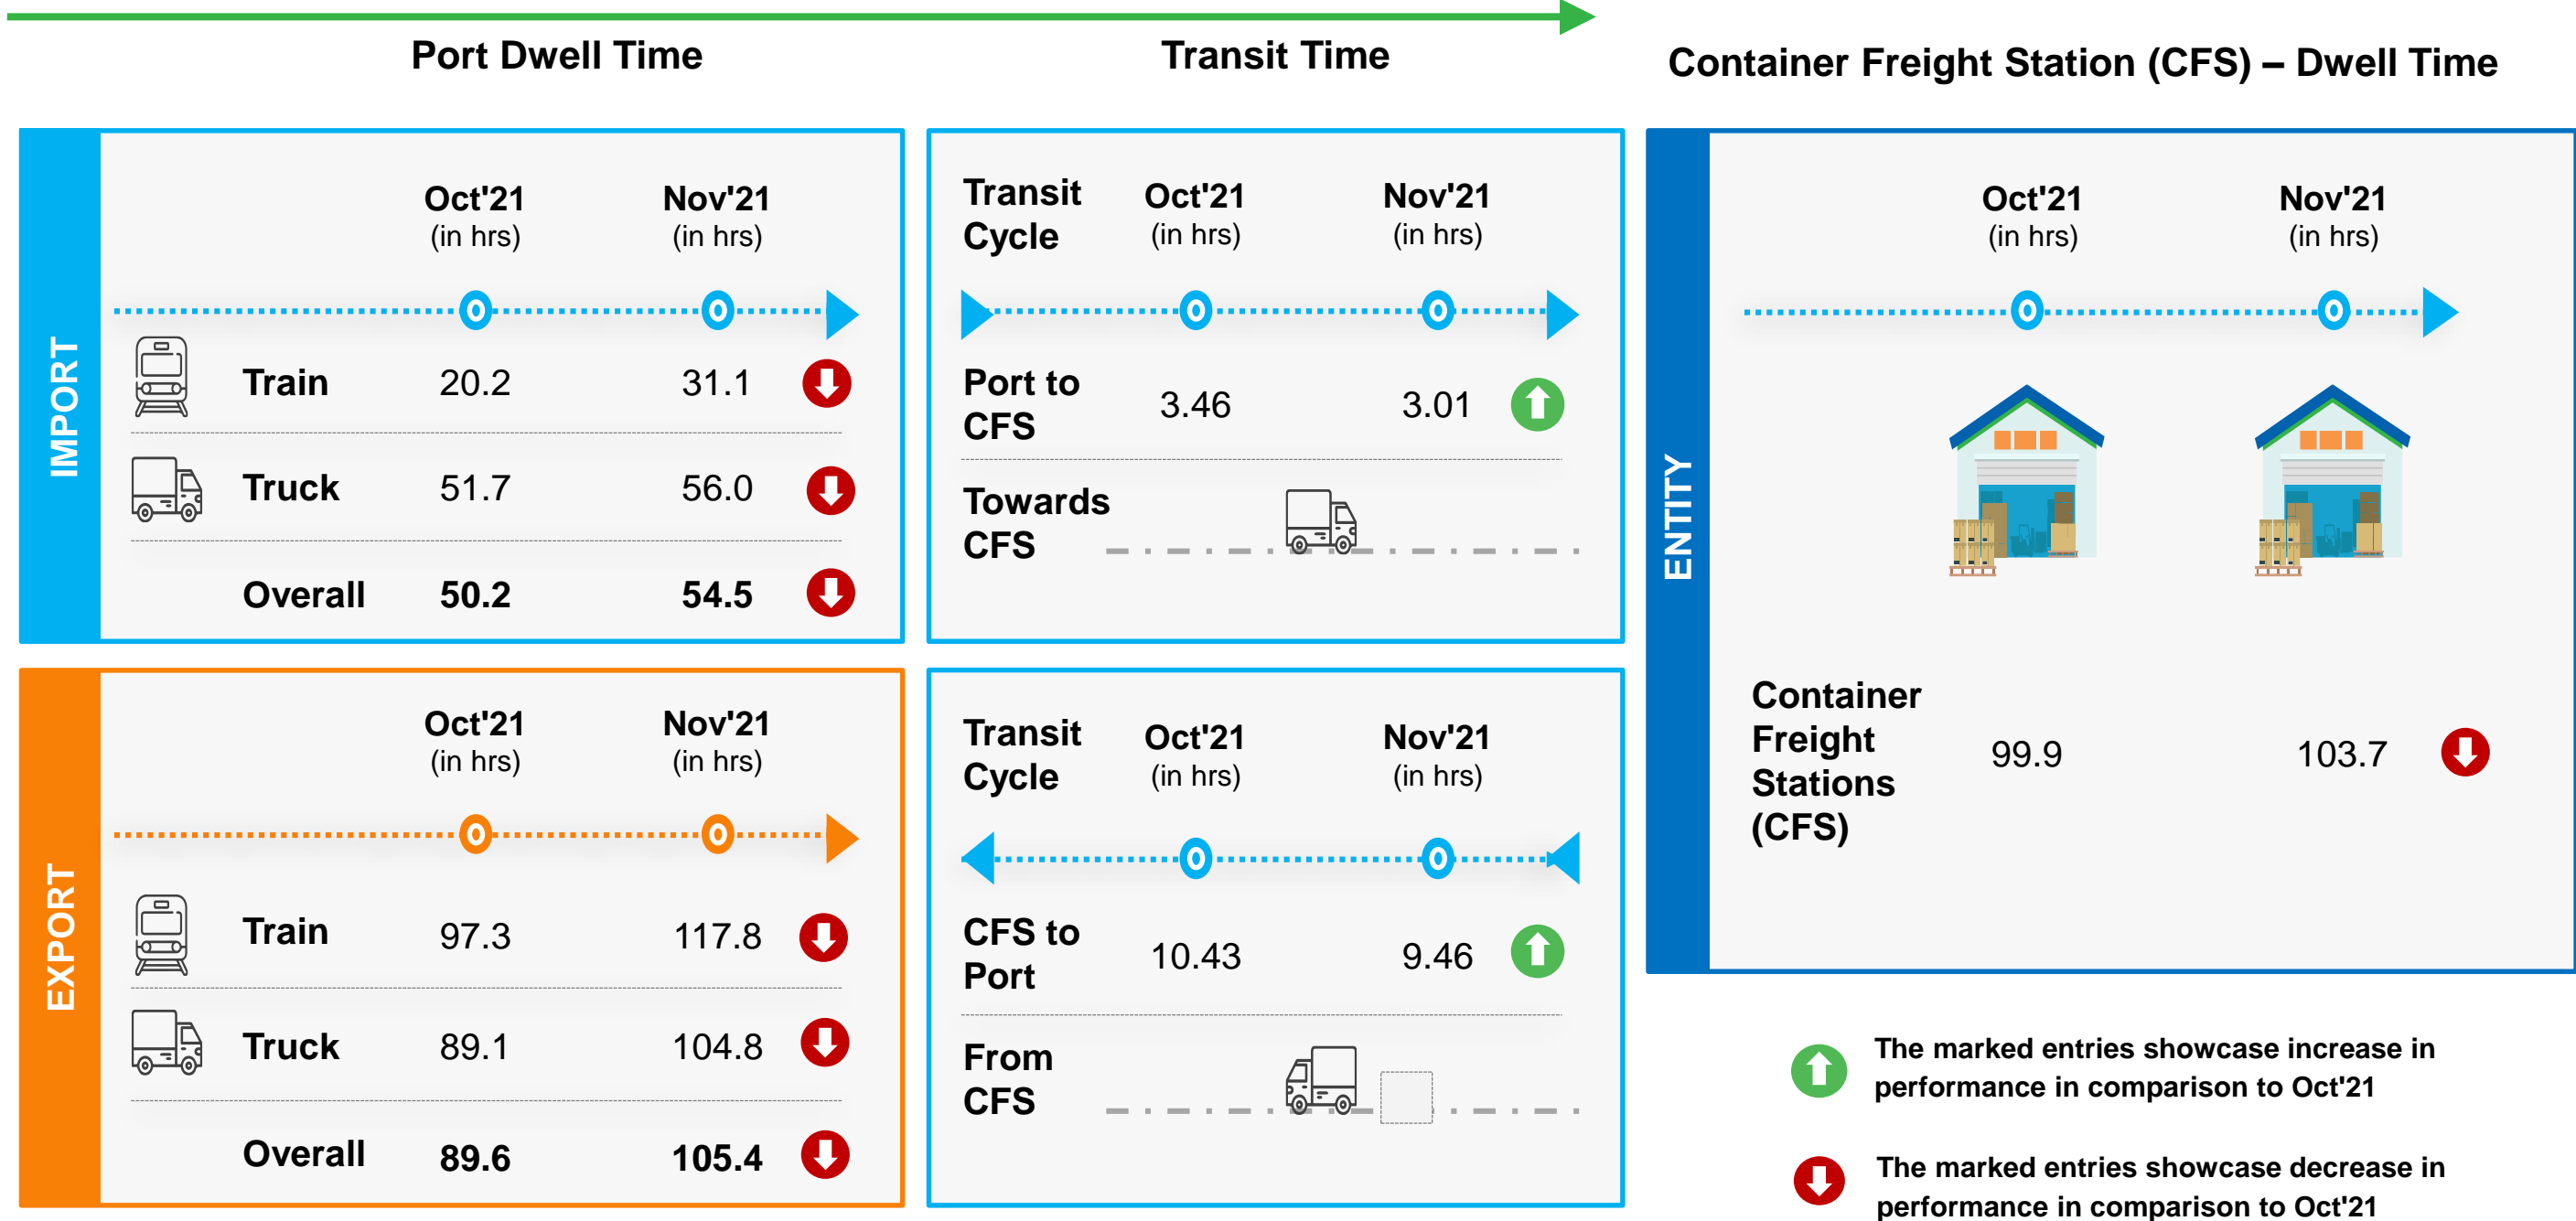 Port Dwell Time
Transit Time
Container Freight Station (CFS) – Dwell Time
IMPORT
Oct'21
(in hrs)
Nov'21
(in hrs)
Train 20.2 31.1
Truck 51.7 56.0
Overall 50.2 54.5
Transit
Cycle
Oct'21
(in hrs)
Nov'21
(in hrs)
Port to
CFS
3.46 3.01
Towards
CFS
EXPORT
Oct'21
(in hrs)
Nov'21
(in hrs)
Train 97.3 117.8
Truck 89.1 104.8
Overall 89.6 105.4
Transit
Cycle
Oct'21
(in hrs)
Nov'21
(in hrs)
CFS to
Port
10.43 9.46
From
CFS
ENTITY
Oct'21
(in hrs)
Nov'21
(in hrs)
Container
Freight
Stations
(CFS)
99.9 103.7
The marked entries showcase increase in
performance in comparison to Oct'21
The marked entries showcase decrease in
performance in comparison to Oct'21